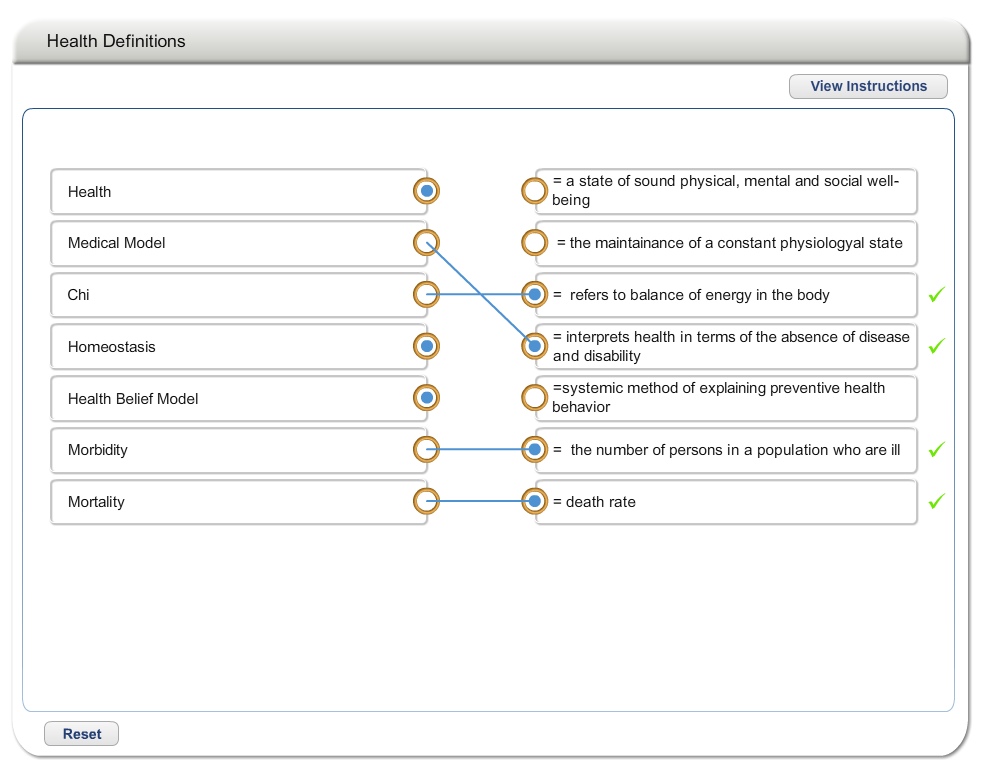 Health Definitions
View Instructions
Health
= a state of sound physical, mental and social well-
being
Medical Model
= the maintainance of a constant physiologyal state
Chi
= refers to balance of energy in the body
Homeostasis
= interprets health in terms of the absence of disease
and disability
Health Belief Model
=systemic method of explaining preventive health
behavior
Morbidity
= the number of persons in a population who are ill
Mortality
= death rate
Reset